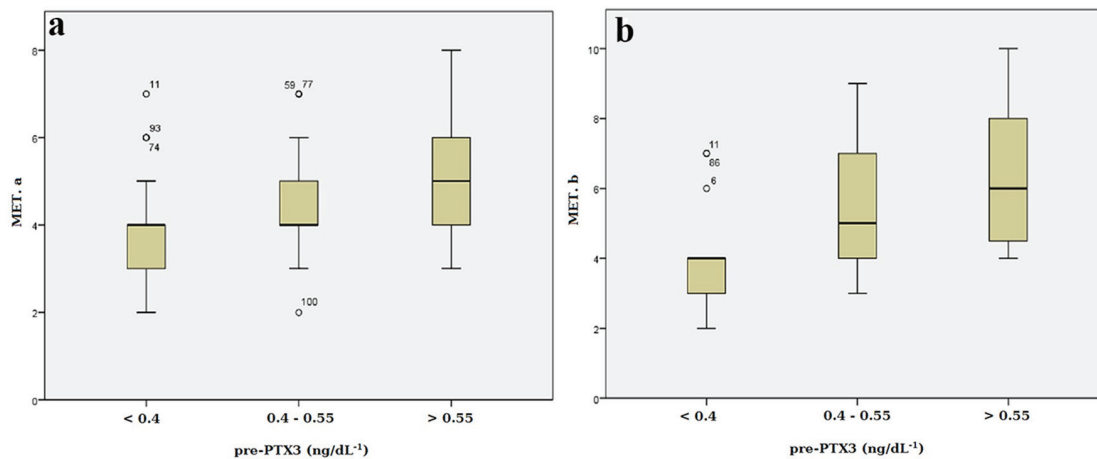 a
MET. a
8
6
4
2
0
11
93
74
59 77
100
< 0.4
0.4 - 0.55
> 0.55
pre-PTX3 (ng/dL⁻¹)
b
MET. b
10
8
6
4
2
0
11
86
6
< 0.4
0.4 - 0.55
> 0.55
pre-PTX3 (ng/dL⁻¹)